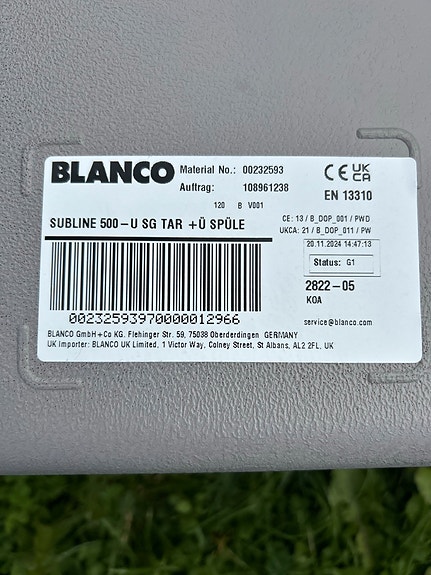 BLANCO
Material No.: 00232593
Auftrag: 108961238
120 B V001
CE UK CA
EN 13310
SUBLINE 500-U SG TAR +Ü SPÜLE
CE: 13 / B_DOP_001 / PWD
UKCA: 21 / B_DOP_011 / PW
20.11.2024 14:47:13
Status: G1
2822-05
KOA
00232593970000012966
service@blanco.com
BLANCO GmbH+Co KG. Flehinger Str. 59, 75038 Oberderdingen GERMANY
UK Importer: BLANCO UK Limited, 1 Victor Way, Colney Street, St Albans, AL2 2FL, UK